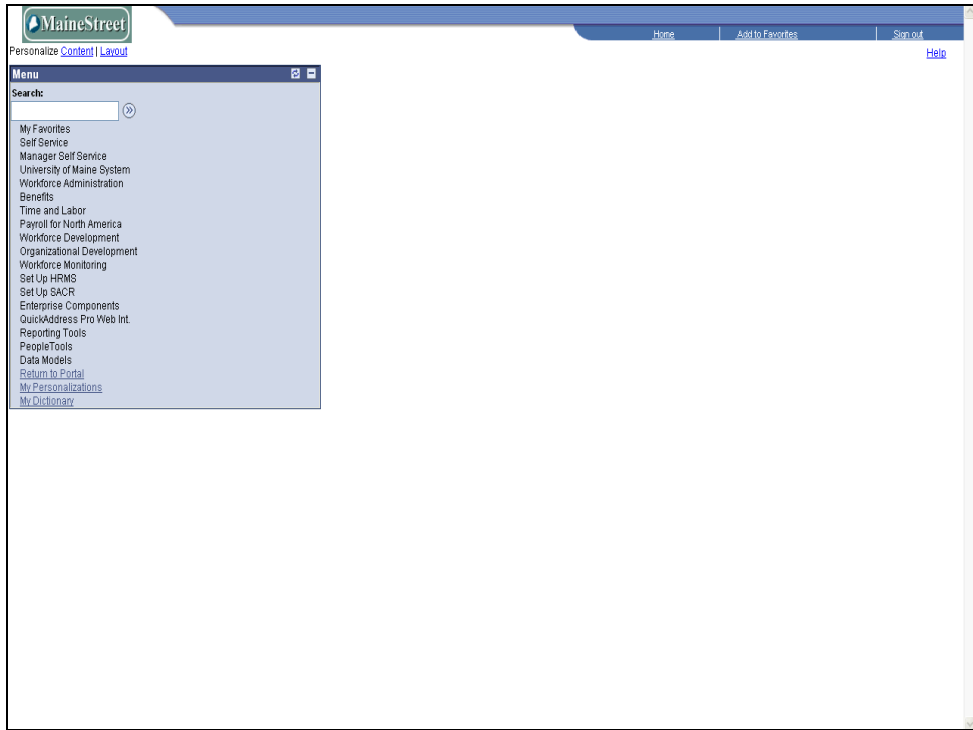 MaineStreet
Home Add to Favorites Sign out
Personalize Content | Layout
Help
Menu
Search:
My Favorites
Self Service
Manager Self Service
University of Maine System
Workforce Administration
Benefits
Time and Labor
Payroll for North America
Workforce Development
Organizational Development
Workforce Monitoring
Set Up HRMS
Set Up SACR
Enterprise Components
QuickAddress Pro Web Int.
Reporting Tools
PeopleTools
Data Models
Return to Portal
My Personalizations
My Dictionary